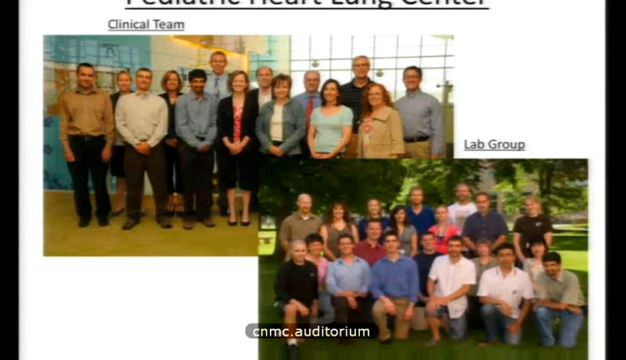 Pediatric Heart Lung Center
Clinical Team
Lab Group
cnmc.auditorium